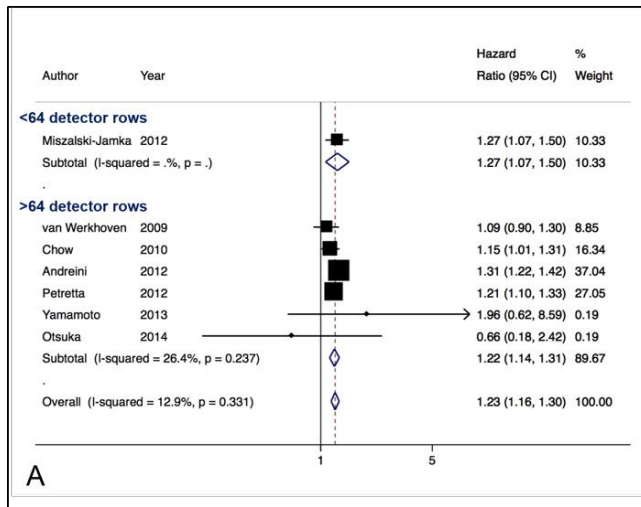 Hazard %
Author Year Ratio (95% CI) Weight
<64 detector rows
Miszalski-Jamka 2012 1.27 (1.07, 1.50) 10.33
Subtotal (I-squared = .%, p = .) 1.27 (1.07, 1.50) 10.33
.
>64 detector rows
van Werkhoven 2009 1.09 (0.90, 1.30) 8.85
Chow 2010 1.15 (1.01, 1.31) 16.34
Andreini 2012 1.31 (1.22, 1.42) 37.04
Petretta 2012 1.21 (1.10, 1.33) 27.05
Yamamoto 2013 1.96 (0.62, 8.59) 0.19
Otsuka 2014 0.66 (0.18, 2.42) 0.19
Subtotal (I-squared = 26.4%, p = 0.237) 1.22 (1.14, 1.31) 89.67
.
Overall (I-squared = 12.9%, p = 0.331) 1.23 (1.16, 1.30) 100.00
1 5
A